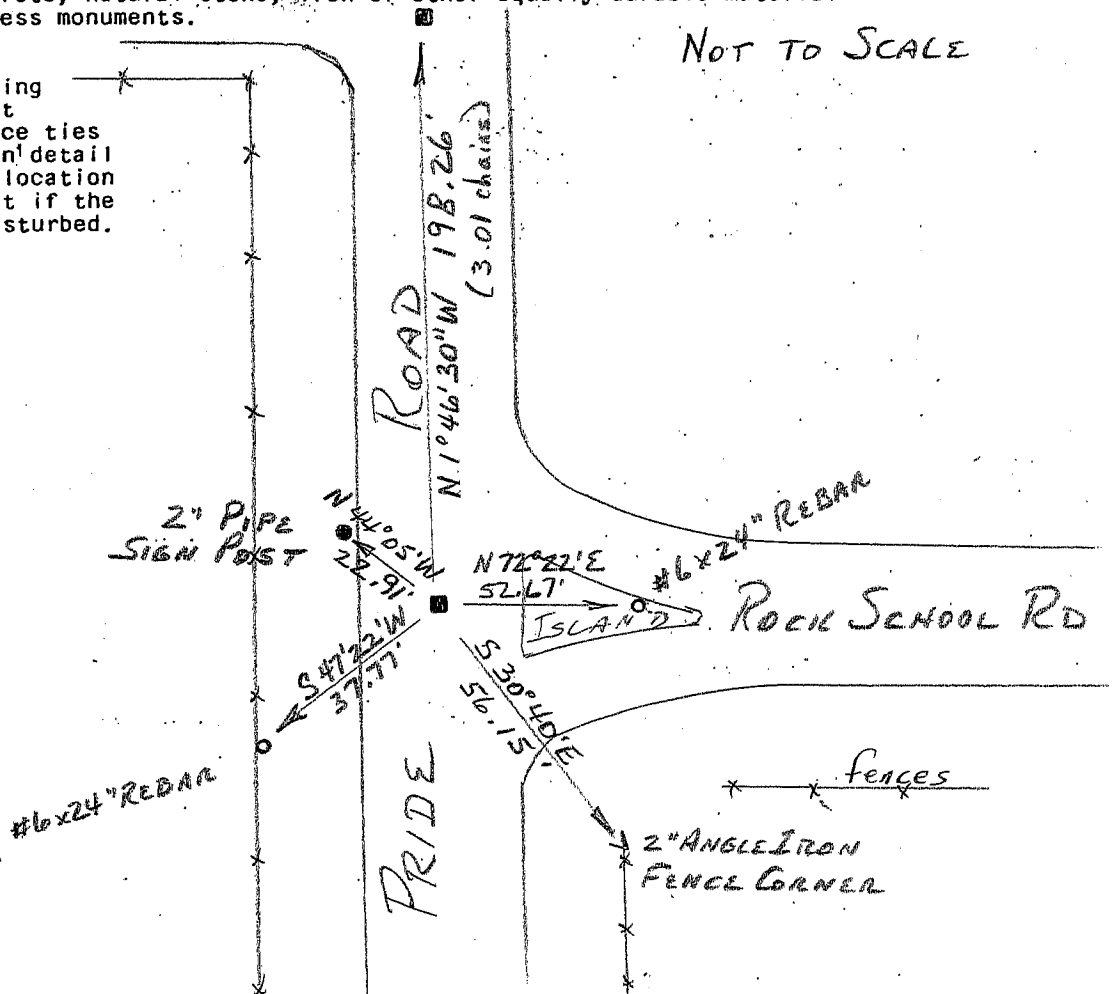 ess monuments.
NOT TO SCALE
ing
t
ce ties
n' detail
location
t if the
sturbed.
N.1°46'30"W 198.26'
(3.01 chains)
ROAD
2" PIPE
SIGN POST
N 44°05'W
22.91'
N 72°22'E
52.67'
#6x24" REBAR
ISLAND
ROCK SCHOOL RD
S 47°22'W
37.77'
S 30°40'E
56.15'
#6x24" REBAR
PRIDE
fences
2" ANGLE IRON
FENCE CORNER